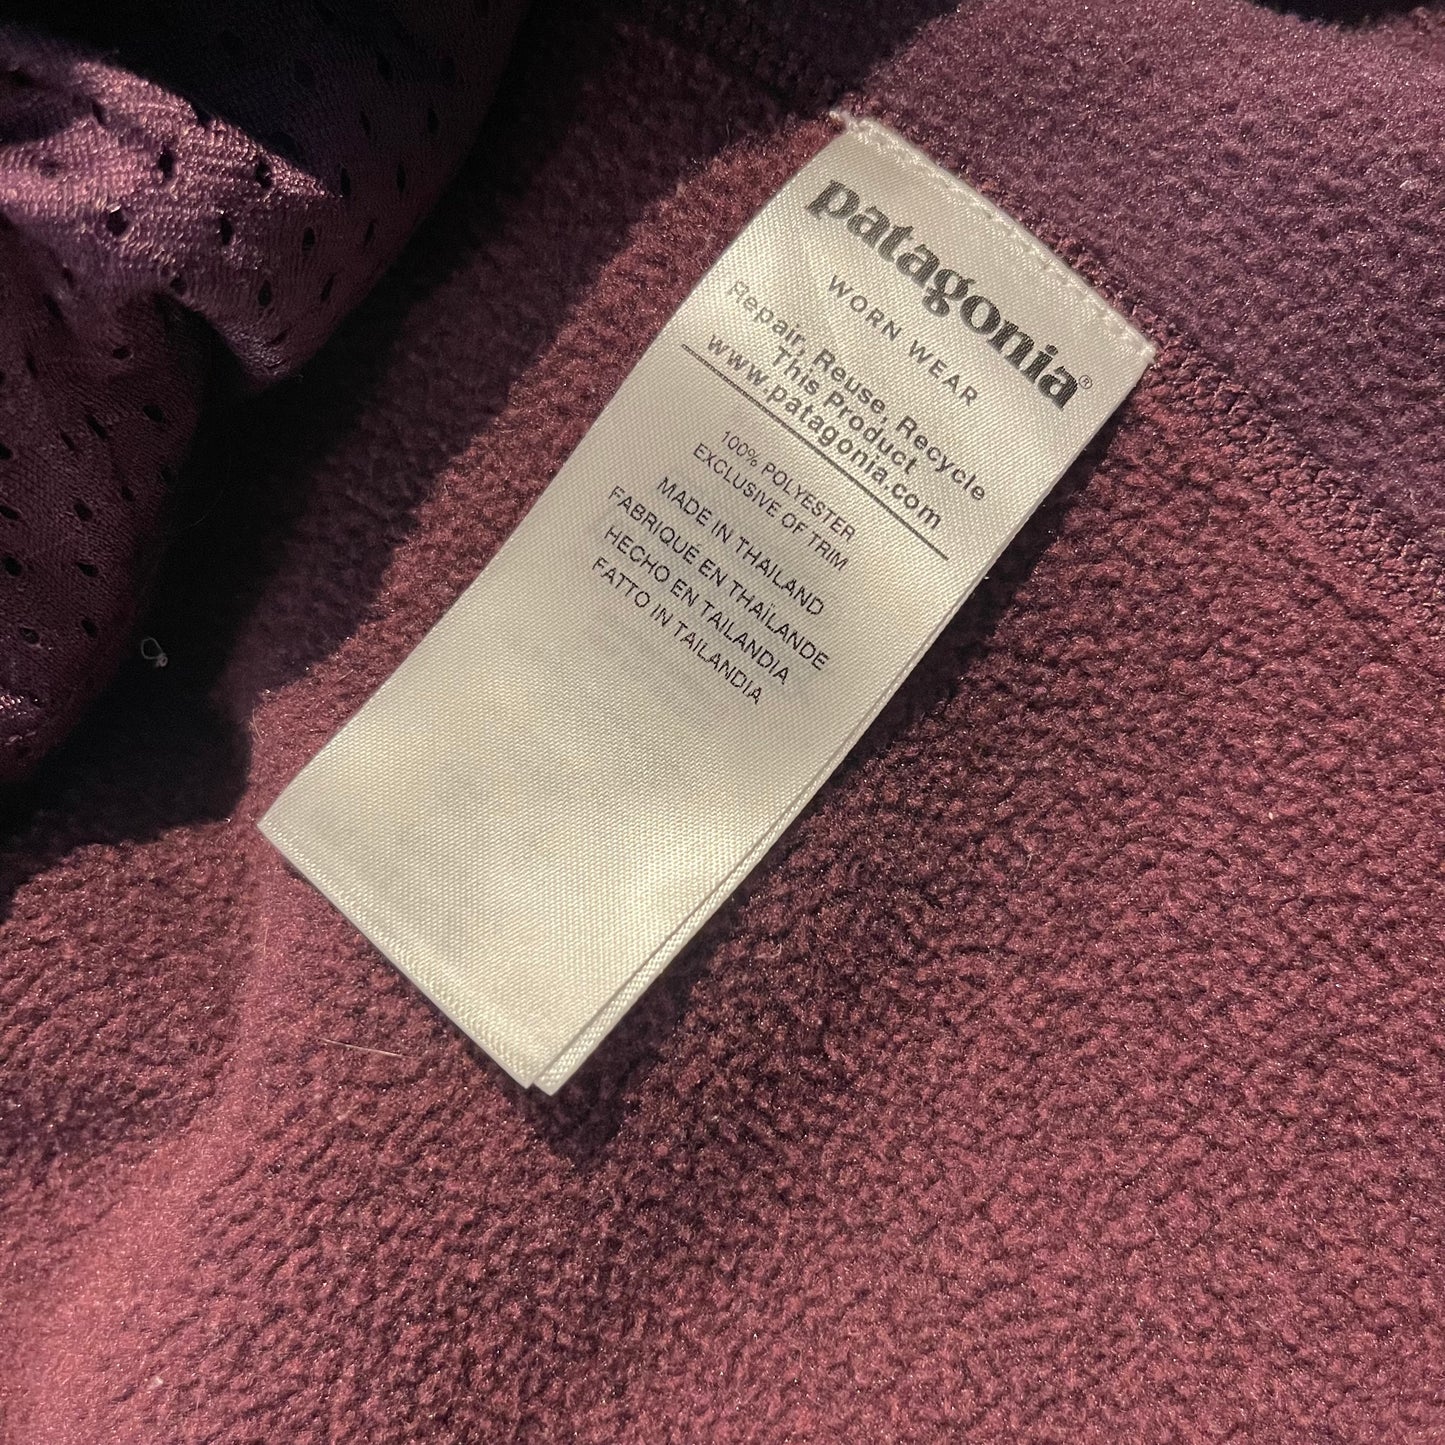 patagonia®
WORN WEAR
Repair, Reuse, Recycle
This Product
www.patagonia.com
100% POLYESTER
EXCLUSIVE OF TRIM
MADE IN THAILAND
FABRIQUE EN THAÏLANDE
HECHO EN TAILANDIA
FATTO IN TAILANDIA